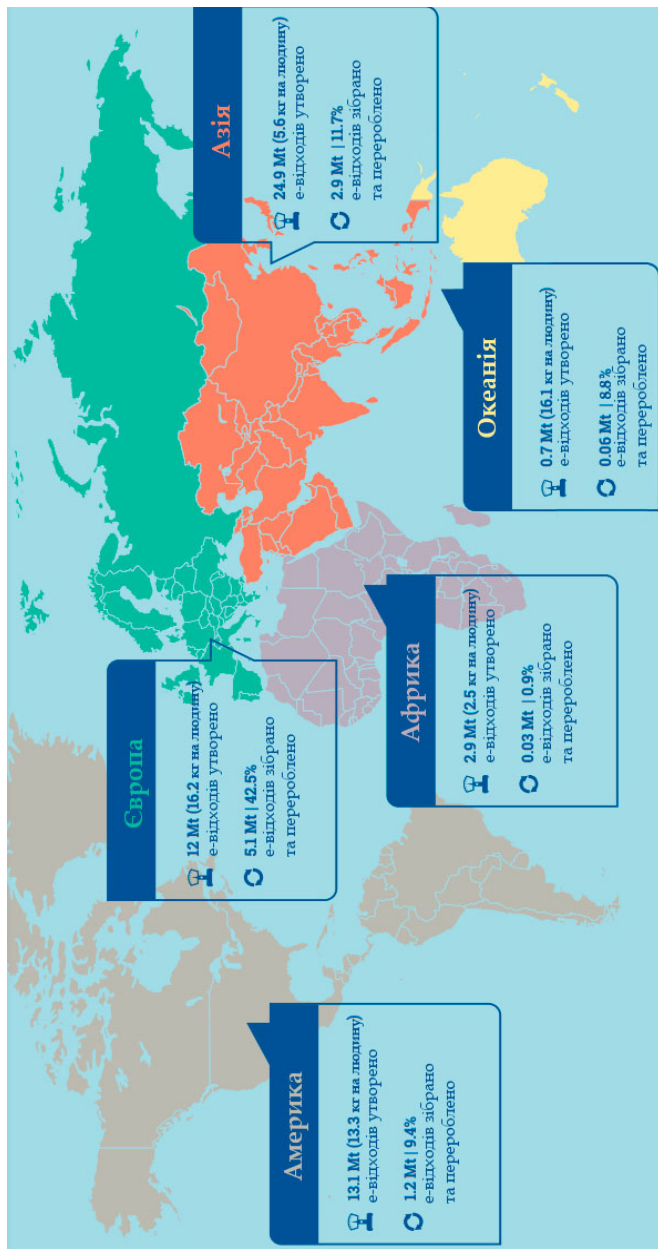 Америка
13.1 Mt (13.3 кг на людину)
е-відходів утворено
1.2 Mt | 9.4%
е-відходів зібрано
та перероблено
Європа
12 Mt (16.2 кг на людину)
е-відходів утворено
5.1 Mt | 42.5%
е-відходів зібрано
та перероблено
Африка
2.9 Mt (2.5 кг на людину)
е-відходів утворено
0.03 Mt | 0.9%
е-відходів зібрано
та перероблено
Азія
24.9 Mt (5.6 кг на людину)
е-відходів утворено
2.9 Mt | 11.7%
е-відходів зібрано
та перероблено
Океанія
0.7 Mt (16.1 кг на людину)
е-відходів утворено
0.06 Mt | 8.8%
е-відходів зібрано
та перероблено